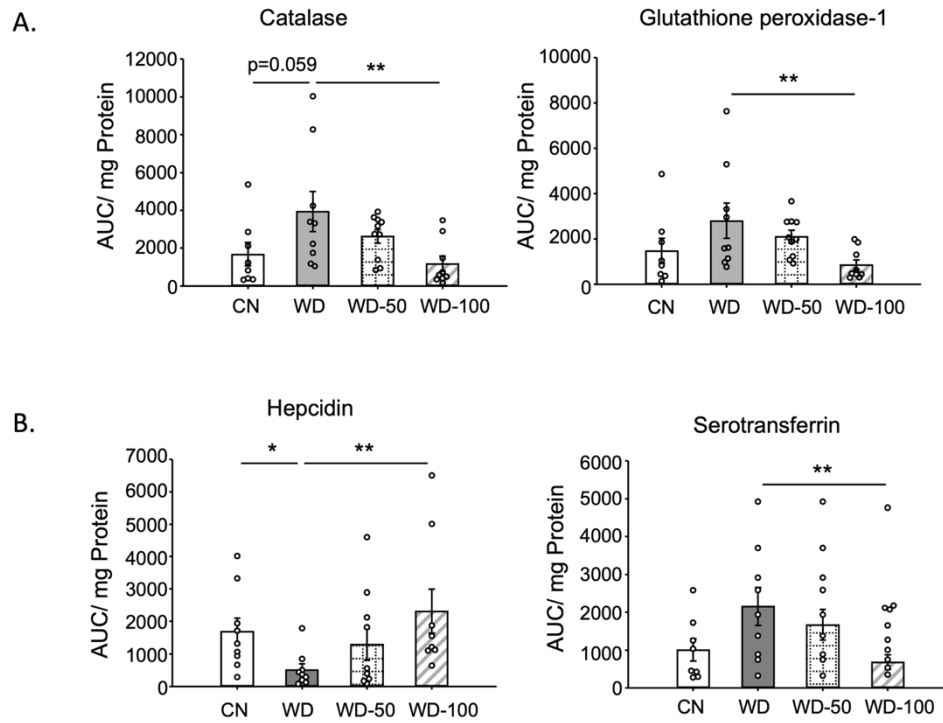 A.
Catalase
AUC/ mg Protein
12000
10000
8000
6000
4000
2000
0
p=0.059
**
CN WD WD-50 WD-100
Glutathione peroxidase-1
AUC/ mg Protein
10000
8000
6000
4000
2000
0
**
CN WD WD-50 WD-100
B.
Hepcidin
AUC/ mg Protein
7000
6000
5000
4000
3000
2000
1000
0
*
**
CN WD WD-50 WD-100
Serotransferrin
AUC/ mg Protein
6000
5000
4000
3000
2000
1000
0
**
CN WD WD-50 WD-100